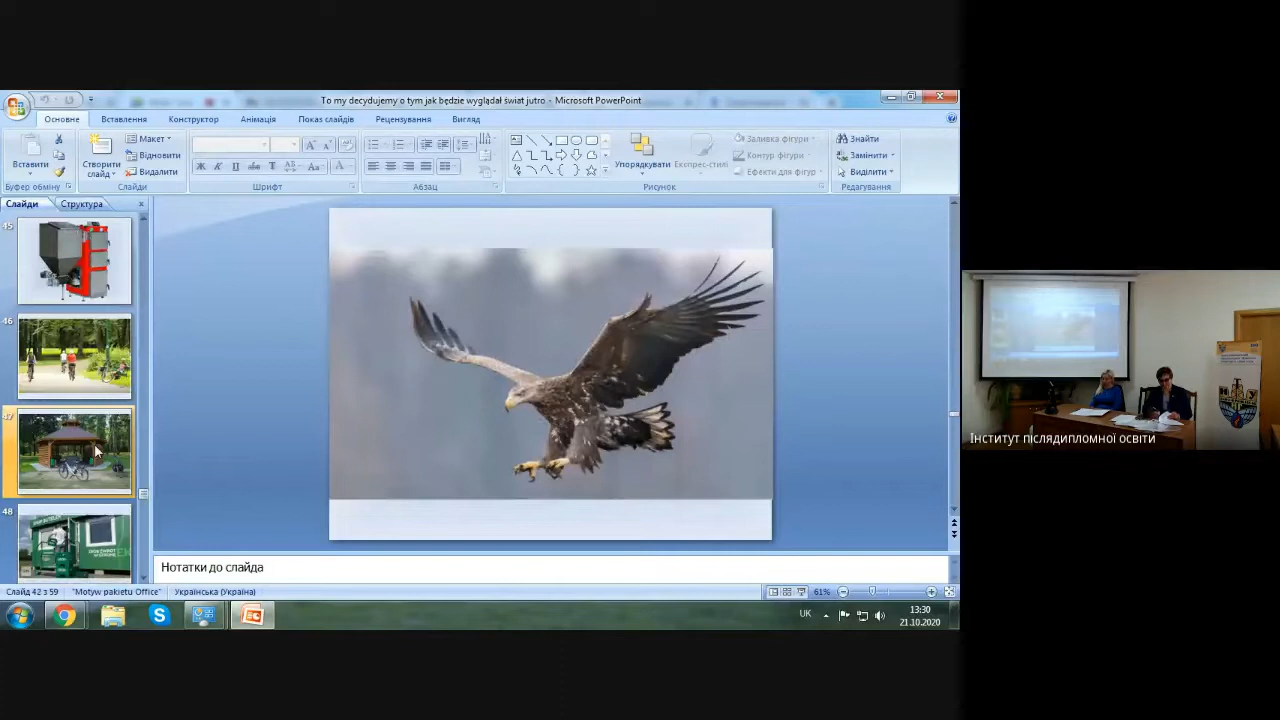 To my decydujemy o tym jak będzie wyglądał świat jutro - Microsoft PowerPoint
Основне Вставлення Конструктор Анімація Показ слайдів Рецензування Вигляд
Вставити
Буфер обміну
Створити слайд
Макет
Відновити
Видалити
Слайди
Шрифт
Абзац
Упорядкувати
Експрес-стилі
Заливка фігури
Контур фігури
Ефекти для фігур
Рисунок
Знайти
Замінити
Виділити
Редагування
Слайди Структура
45
46
47
48
Нотатки до слайда
Слайд 42 з 59 "Motyw pakietu Office" Українська (Україна) 61%
UK 13:30
21.10.2020
Інститут післядипломної освіти